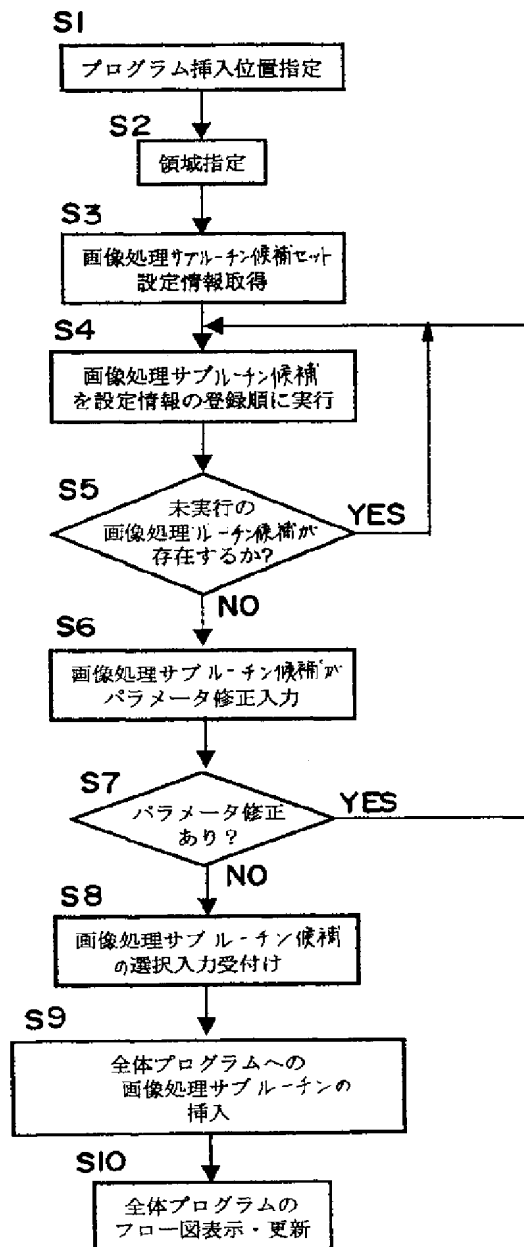 S1
プログラム挿入位置指定
S2
領域指定
S3
画像処理サブルーチン候補セット
設定情報取得
S4
画像処理サブルーチン候補
を設定情報の登録順に実行
S5
未実行の
画像処理ルーチン候補が
存在するか?
YES
NO
S6
画像処理サブルーチン候補が
パラメータ修正入力
S7
パラメータ修正
あり?
YES
NO
S8
画像処理サブルーチン候補
の選択入力受付け
S9
全体プログラムへの
画像処理サブルーチンの
挿入
S10
全体プログラムの
フロー図表示・更新